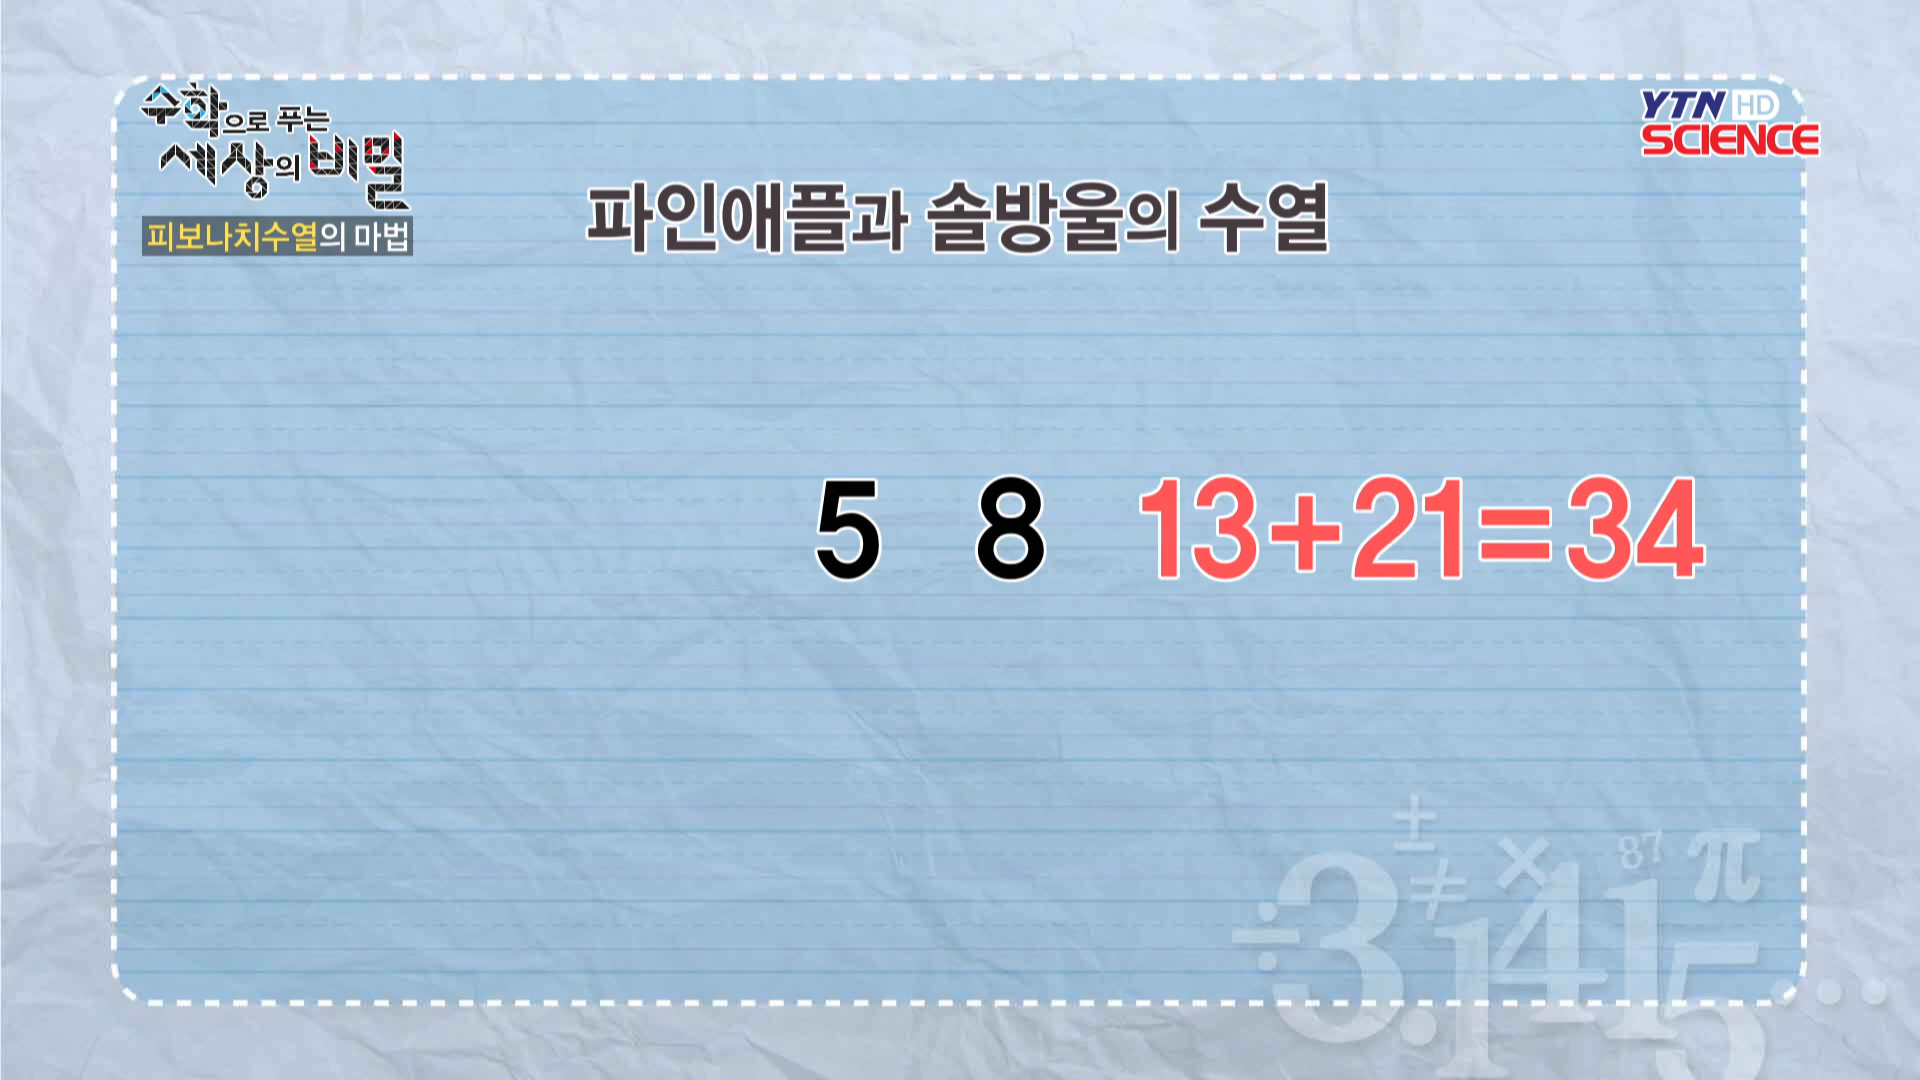 수학으로 푸는
세상의 비밀
피보나치수열의 마법
YTN HD
SCIENCE
파인애플과 솔방울의 수열
5 8 13+21=34
± ≠ × 87 π
÷ 3.1415...